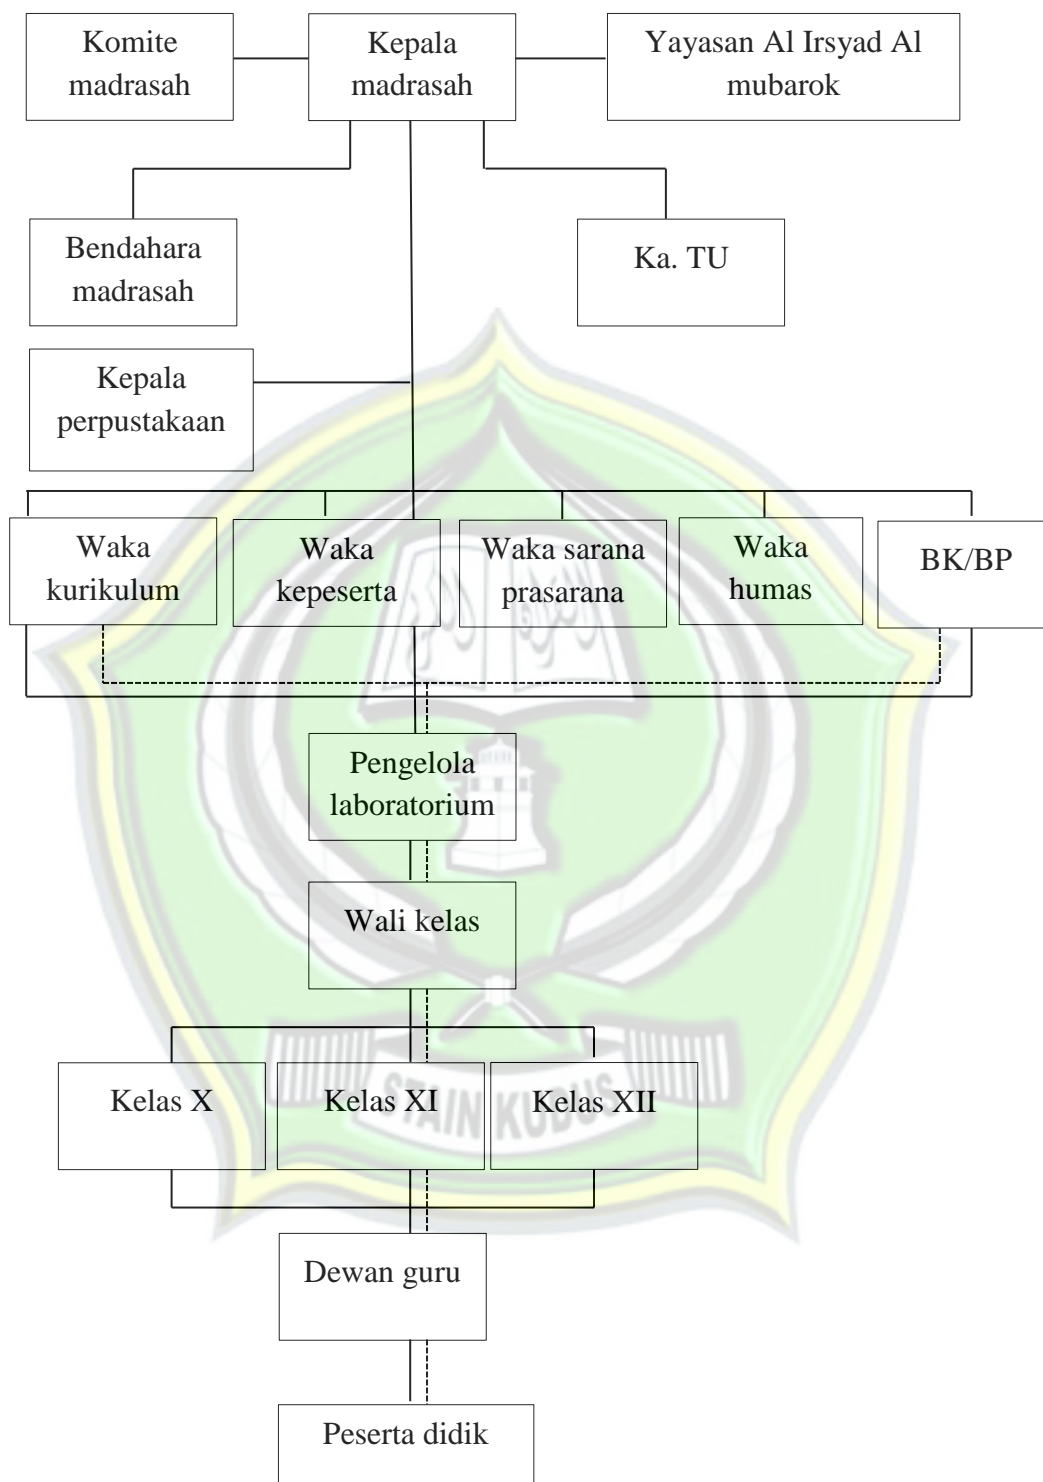 Komite
madrasah
Kepala
madrasah
Yayasan Al Irsyad Al
mubarok
Bendahara
madrasah
Ka. TU
Kepala
perpustakaan
Waka
kurikulum
Waka
kepeserta
Waka sarana
prasarana
Waka
humas
BK/BP
Pengelola
laboratorium
Wali kelas
Kelas X
Kelas XI
Kelas XII
STAIN KUDUS
Dewan guru
Peserta didik